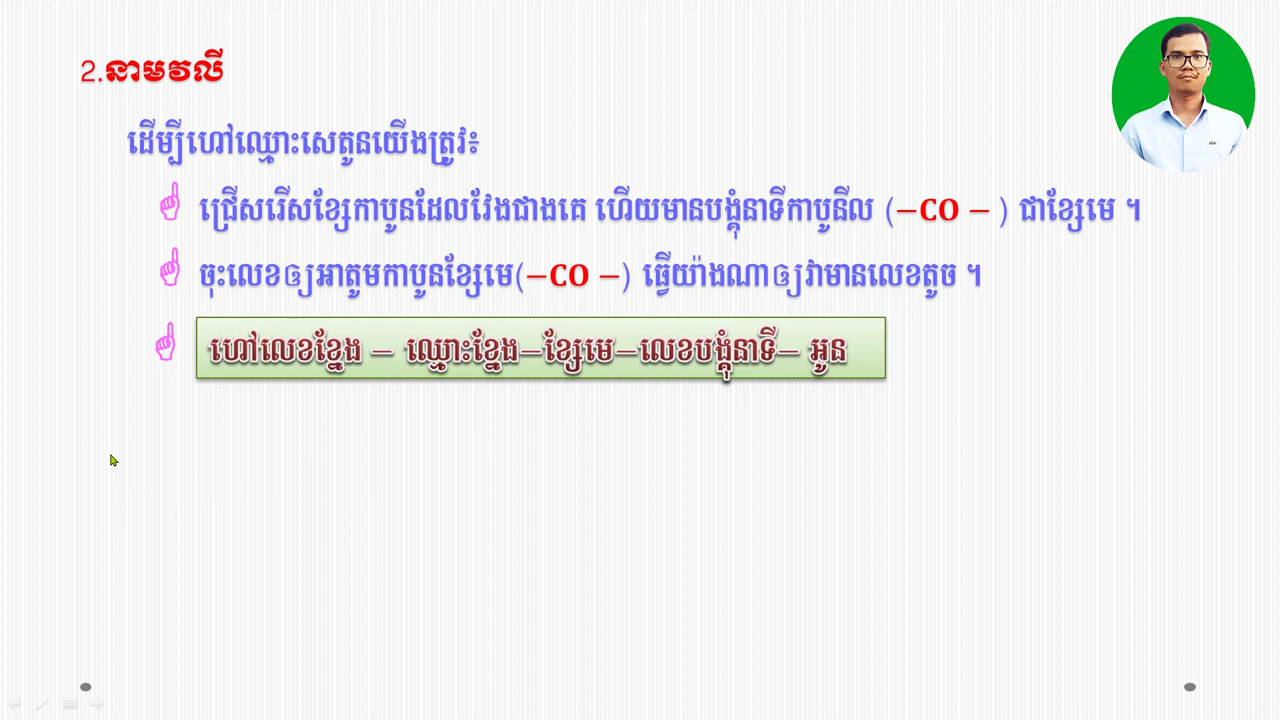 2.នាមវលី
ដើម្បីហៅឈ្មោះសេតូនយើងត្រូវ៖
ជ្រើសរើសខ្សែកាបូនដែលវែងជាងគេ ហើយមានបង្គុំនាទីកាបូនីល (−CO − ) ជាខ្សែមេ ។
ចុះលេខឲ្យអាតូមកាបូនខ្សែមេ(−CO −) ធ្វើយ៉ាងណាឲ្យវាមានលេខតូច ។
ហៅលេខខ្នែង − ឈ្មោះខ្នែង−ខ្សែមេ−លេខបង្គុំនាទី− អូន